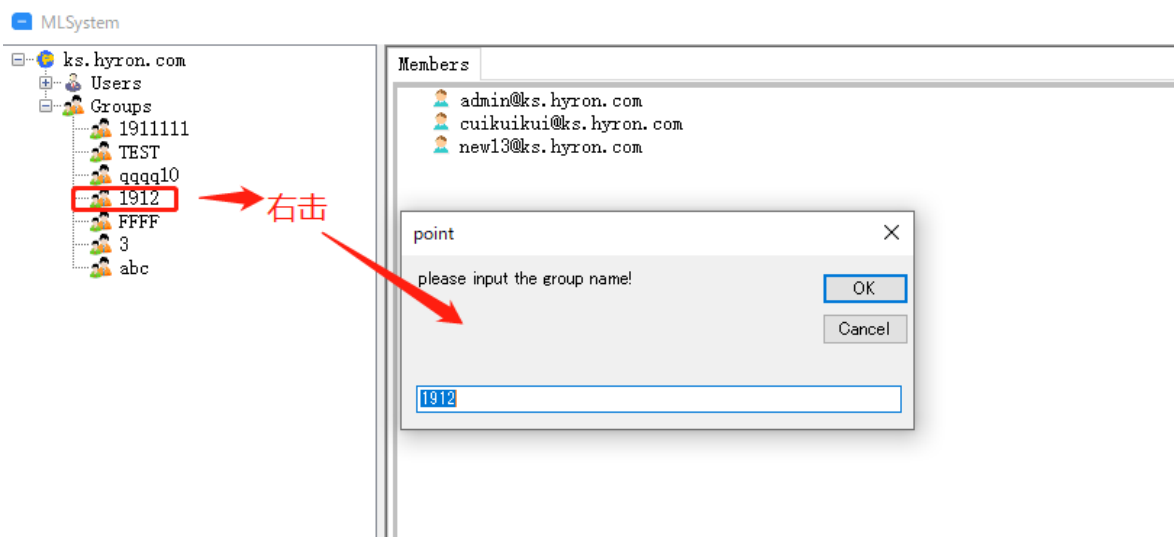 MLSystem
ks.hyron.com
Users
Groups
1911111
TEST
qqqq10
1912
FFFF
3
abc
右击
Members
admin@ks.hyron.com
cuikuikui@ks.hyron.com
new13@ks.hyron.com
point
please input the group name!
OK
Cancel
1912